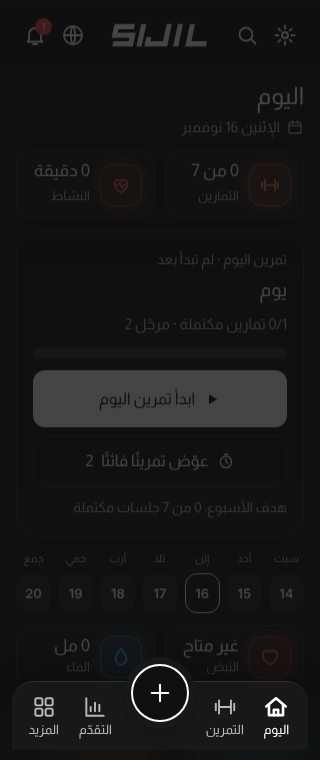 1
SIJIL
اليوم
الإثنين 16 نوفمبر
0 من 7
التمارين
0 دقيقة
النشاط
تمرين اليوم · لم تبدأ بعد
يوم
0/1 تمارين مكتملة · مرحّل 2
ابدأ تمرين اليوم
عوّض تمرينًا فائتًا 2
هدف الأسبوع: 0 من 7 جلسات مكتملة
سبت أحد إثن ثلا أرب خمي جمع
14 15 16 17 18 19 20
غير متاح
النبض
0 مل
الماء
اليوم
التمرين
التقدّم
المزيد